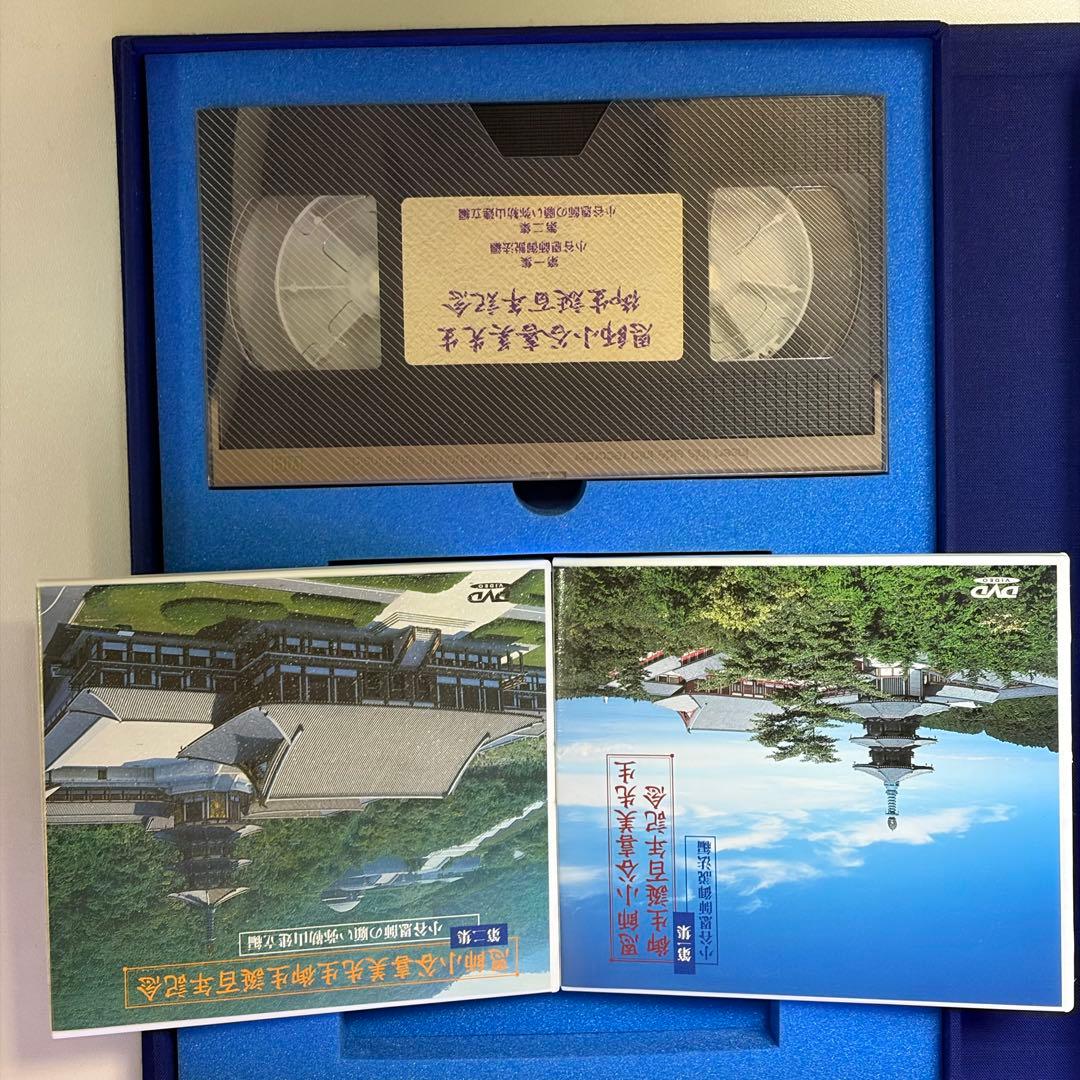 恩師小谷喜美先生
御生誕百年記念
第一集
小谷恩師御説法編
第二集
小谷恩師の願い弥勒山建立編
DVD
VIDEO
恩師小谷喜美先生
御生誕百年記念
第一集
小谷恩師御説法編
DVD
VIDEO
恩師小谷喜美先生御生誕百年記念
第二集
小谷恩師の願い弥勒山建立編